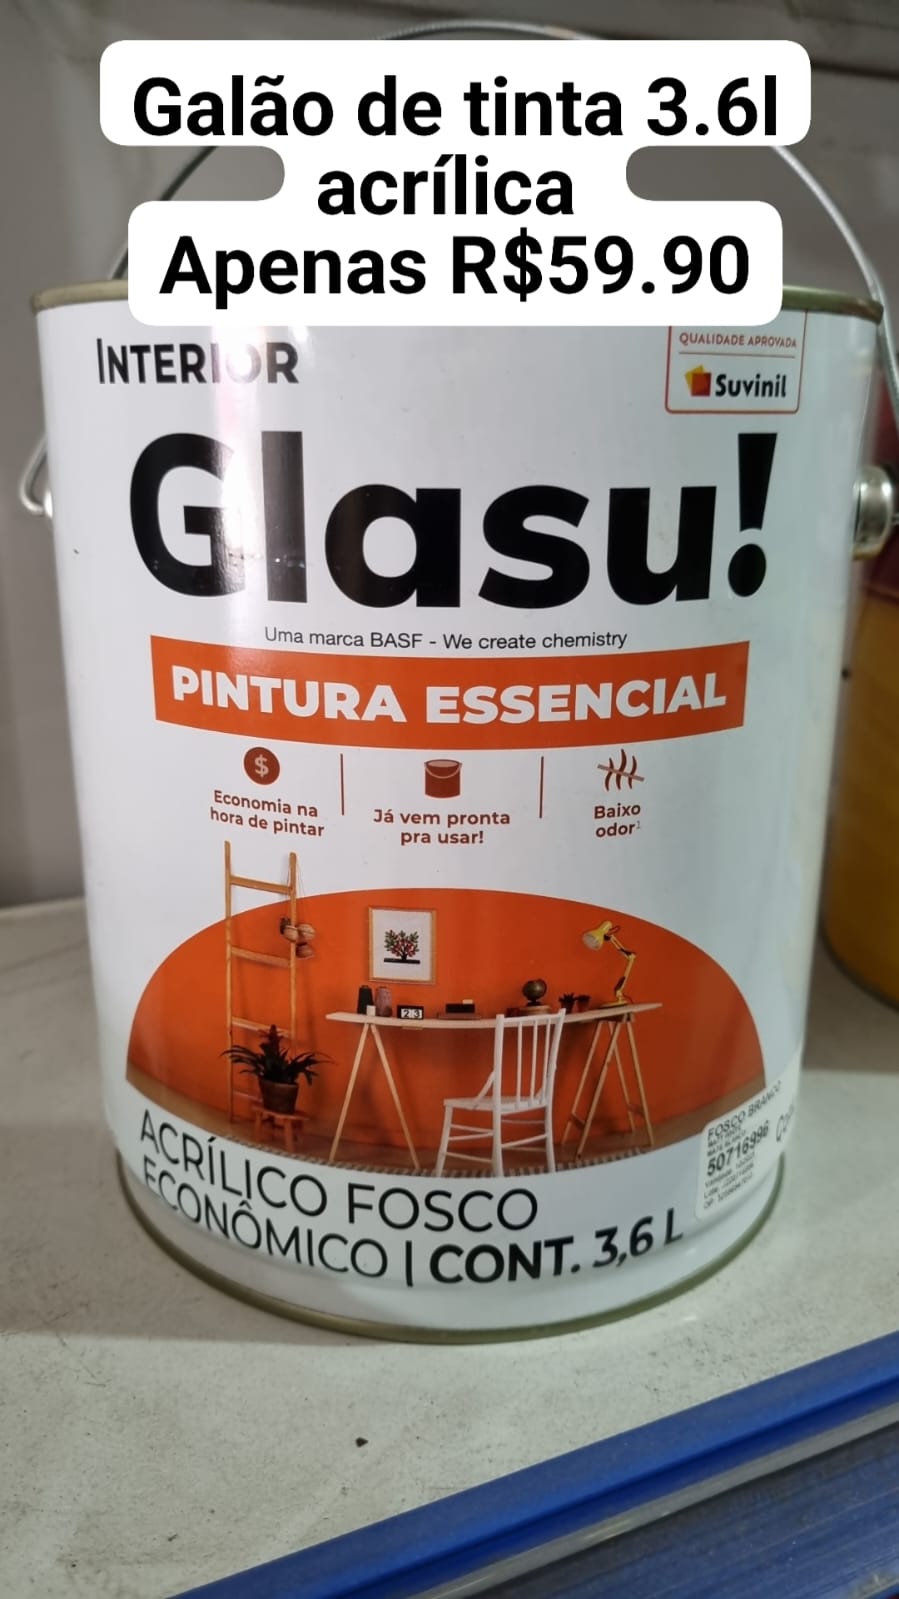 Galão de tinta 3.6l
acrílica
Apenas R$59.90
INTERIOR
QUALIDADE APROVADA
Suvinil
Glasu!
Uma marca BASF - We create chemistry
PINTURA ESSENCIAL
$
Economia na
hora de pintar
Já vem pronta
pra usar!
Baixo
odor¹
23
ACRÍLICO FOSCO
ECONÔMICO | CONT. 3,6 L
FOSCO BRANCO
50716996